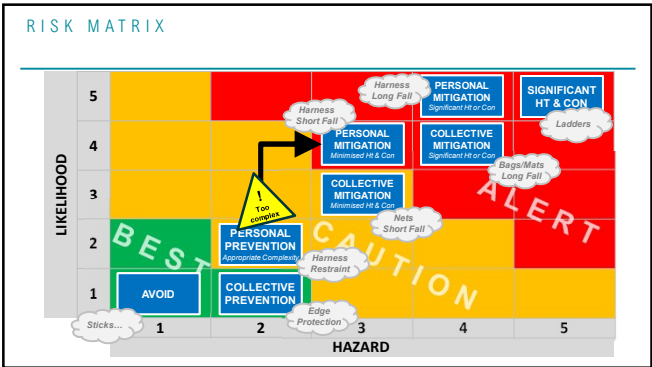 RISK MATRIX
LIKELIHOOD
5
Harness
Long Fall
PERSONAL
MITIGATION
Significant Ht or Con
SIGNIFICANT
HT & CON
Ladders
Harness
Short Fall
4
PERSONAL
MITIGATION
Minimised Ht & Con
COLLECTIVE
MITIGATION
Significant Ht or Con
Bags/Mats
Long Fall
3
!
Too
complex
COLLECTIVE
MITIGATION
Minimised Ht & Con
ALERT
Nets
Short Fall
2
BEST
PERSONAL
PREVENTION
Appropriate Complexity
CAUTION
Harness
Restraint
1
AVOID
COLLECTIVE
PREVENTION
Edge
Protection
Sticks...
1
2
3
4
5
HAZARD